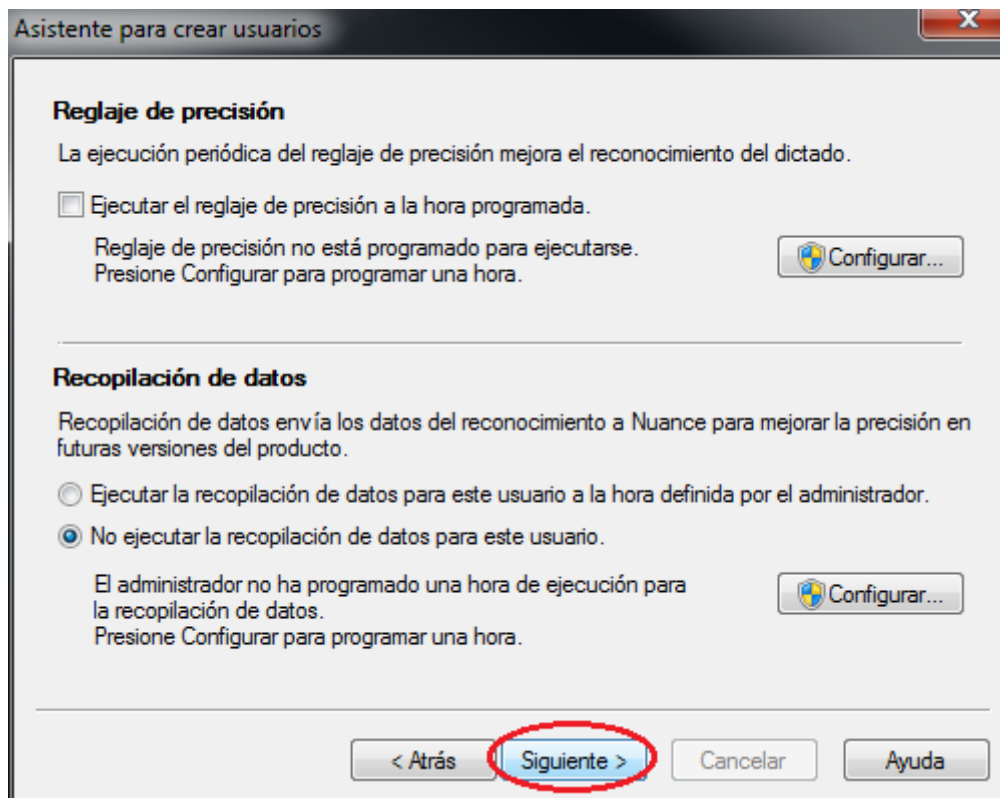 Asistente para crear usuarios
Reglaje de precisión
La ejecución periódica del reglaje de precisión mejora el reconocimiento del dictado.
Ejecutar el reglaje de precisión a la hora programada.
Reglaje de precisión no está programado para ejecutarse.
Presione Configurar para programar una hora.
Configurar...
Recopilación de datos
Recopilación de datos envía los datos del reconocimiento a Nuance para mejorar la precisión en
futuras versiones del producto.
Ejecutar la recopilación de datos para este usuario a la hora definida por el administrador.
No ejecutar la recopilación de datos para este usuario.
El administrador no ha programado una hora de ejecución para
la recopilación de datos.
Presione Configurar para programar una hora.
Configurar...
< Atrás
Siguiente >
Cancelar
Ayuda